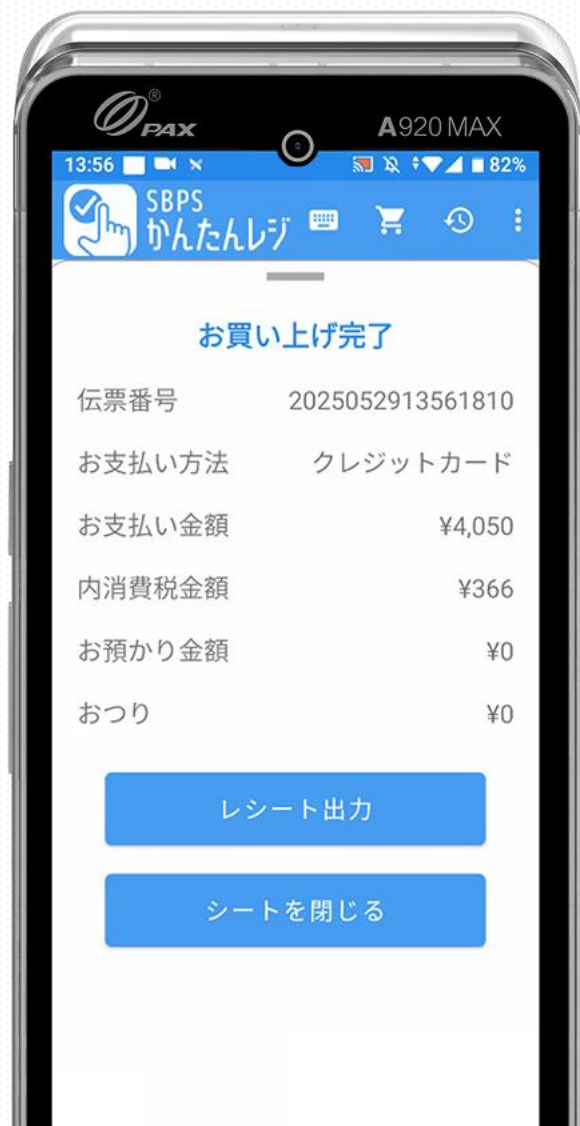 PAX®
A920 MAX
13:56
82%
SBPS
かんたんレジ
お買い上げ完了
伝票番号 2025052913561810
お支払い方法 クレジットカード
お支払い金額 ¥4,050
内消費税金額 ¥366
お預かり金額 ¥0
おつり ¥0
レシート出力
シートを閉じる